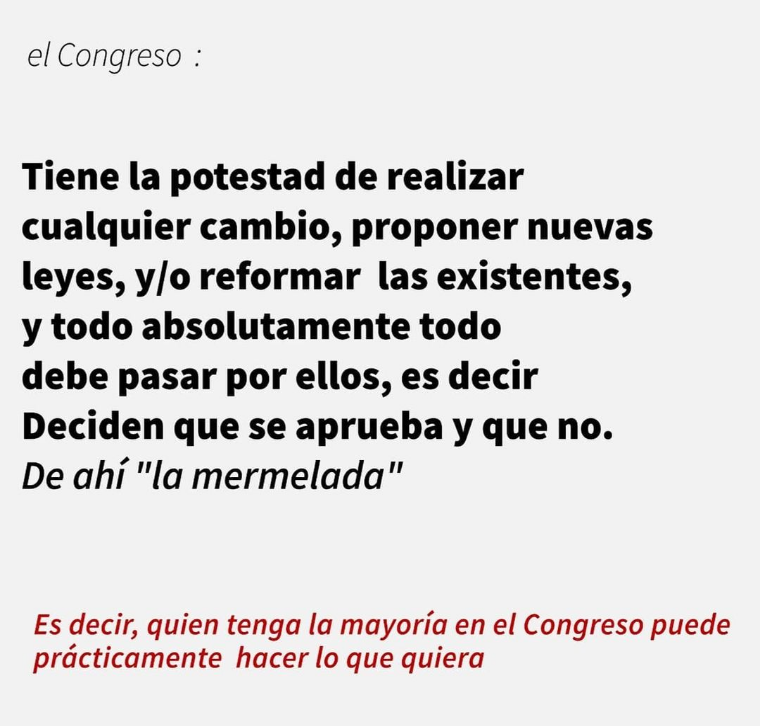 el Congreso :
Tiene la potestad de realizar
cualquier cambio, proponer nuevas
leyes, y/o reformar las existentes,
y todo absolutamente todo
debe pasar por ellos, es decir
Deciden que se aprueba y que no.
De ahí "la mermelada"
Es decir, quien tenga la mayoría en el Congreso puede
prácticamente hacer lo que quiera